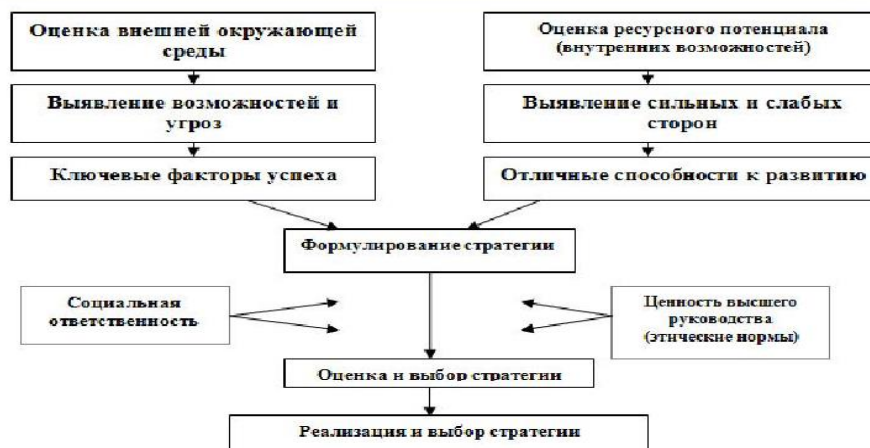 Оценка внешней окружающей
среды
Оценка ресурсного потенциала
(внутренних возможностей)
Выявление возможностей и
угроз
Выявление сильных и слабых
сторон
Ключевые факторы успеха
Отличные способности к развитию
Формулирование стратегии
Социальная
ответственность
Ценность высшего
руководства
(этические нормы)
Оценка и выбор стратегии
Реализация и выбор стратегии